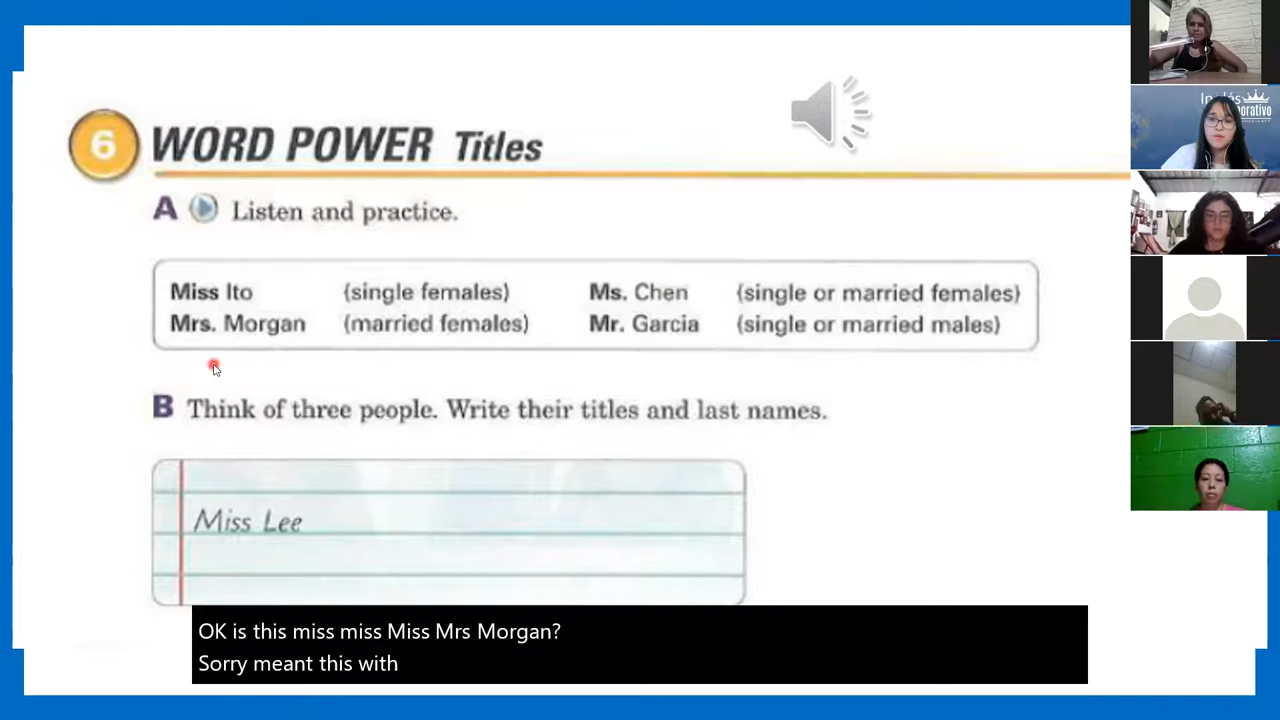 6 WORD POWER Titles
A Listen and practice.
Miss Ito (single females) Ms. Chen (single or married females)
Mrs. Morgan (married females) Mr. Garcia (single or married males)
B Think of three people. Write their titles and last names.
Miss Lee
OK is this miss miss Miss Mrs Morgan?
Sorry meant this with